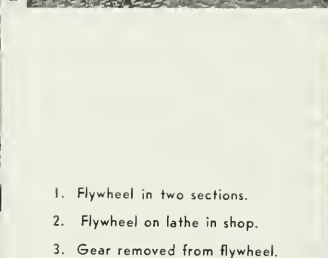 1. Flywheel in two sections.
2. Flywheel on lathe in shop.
3. Gear removed from flywheel.